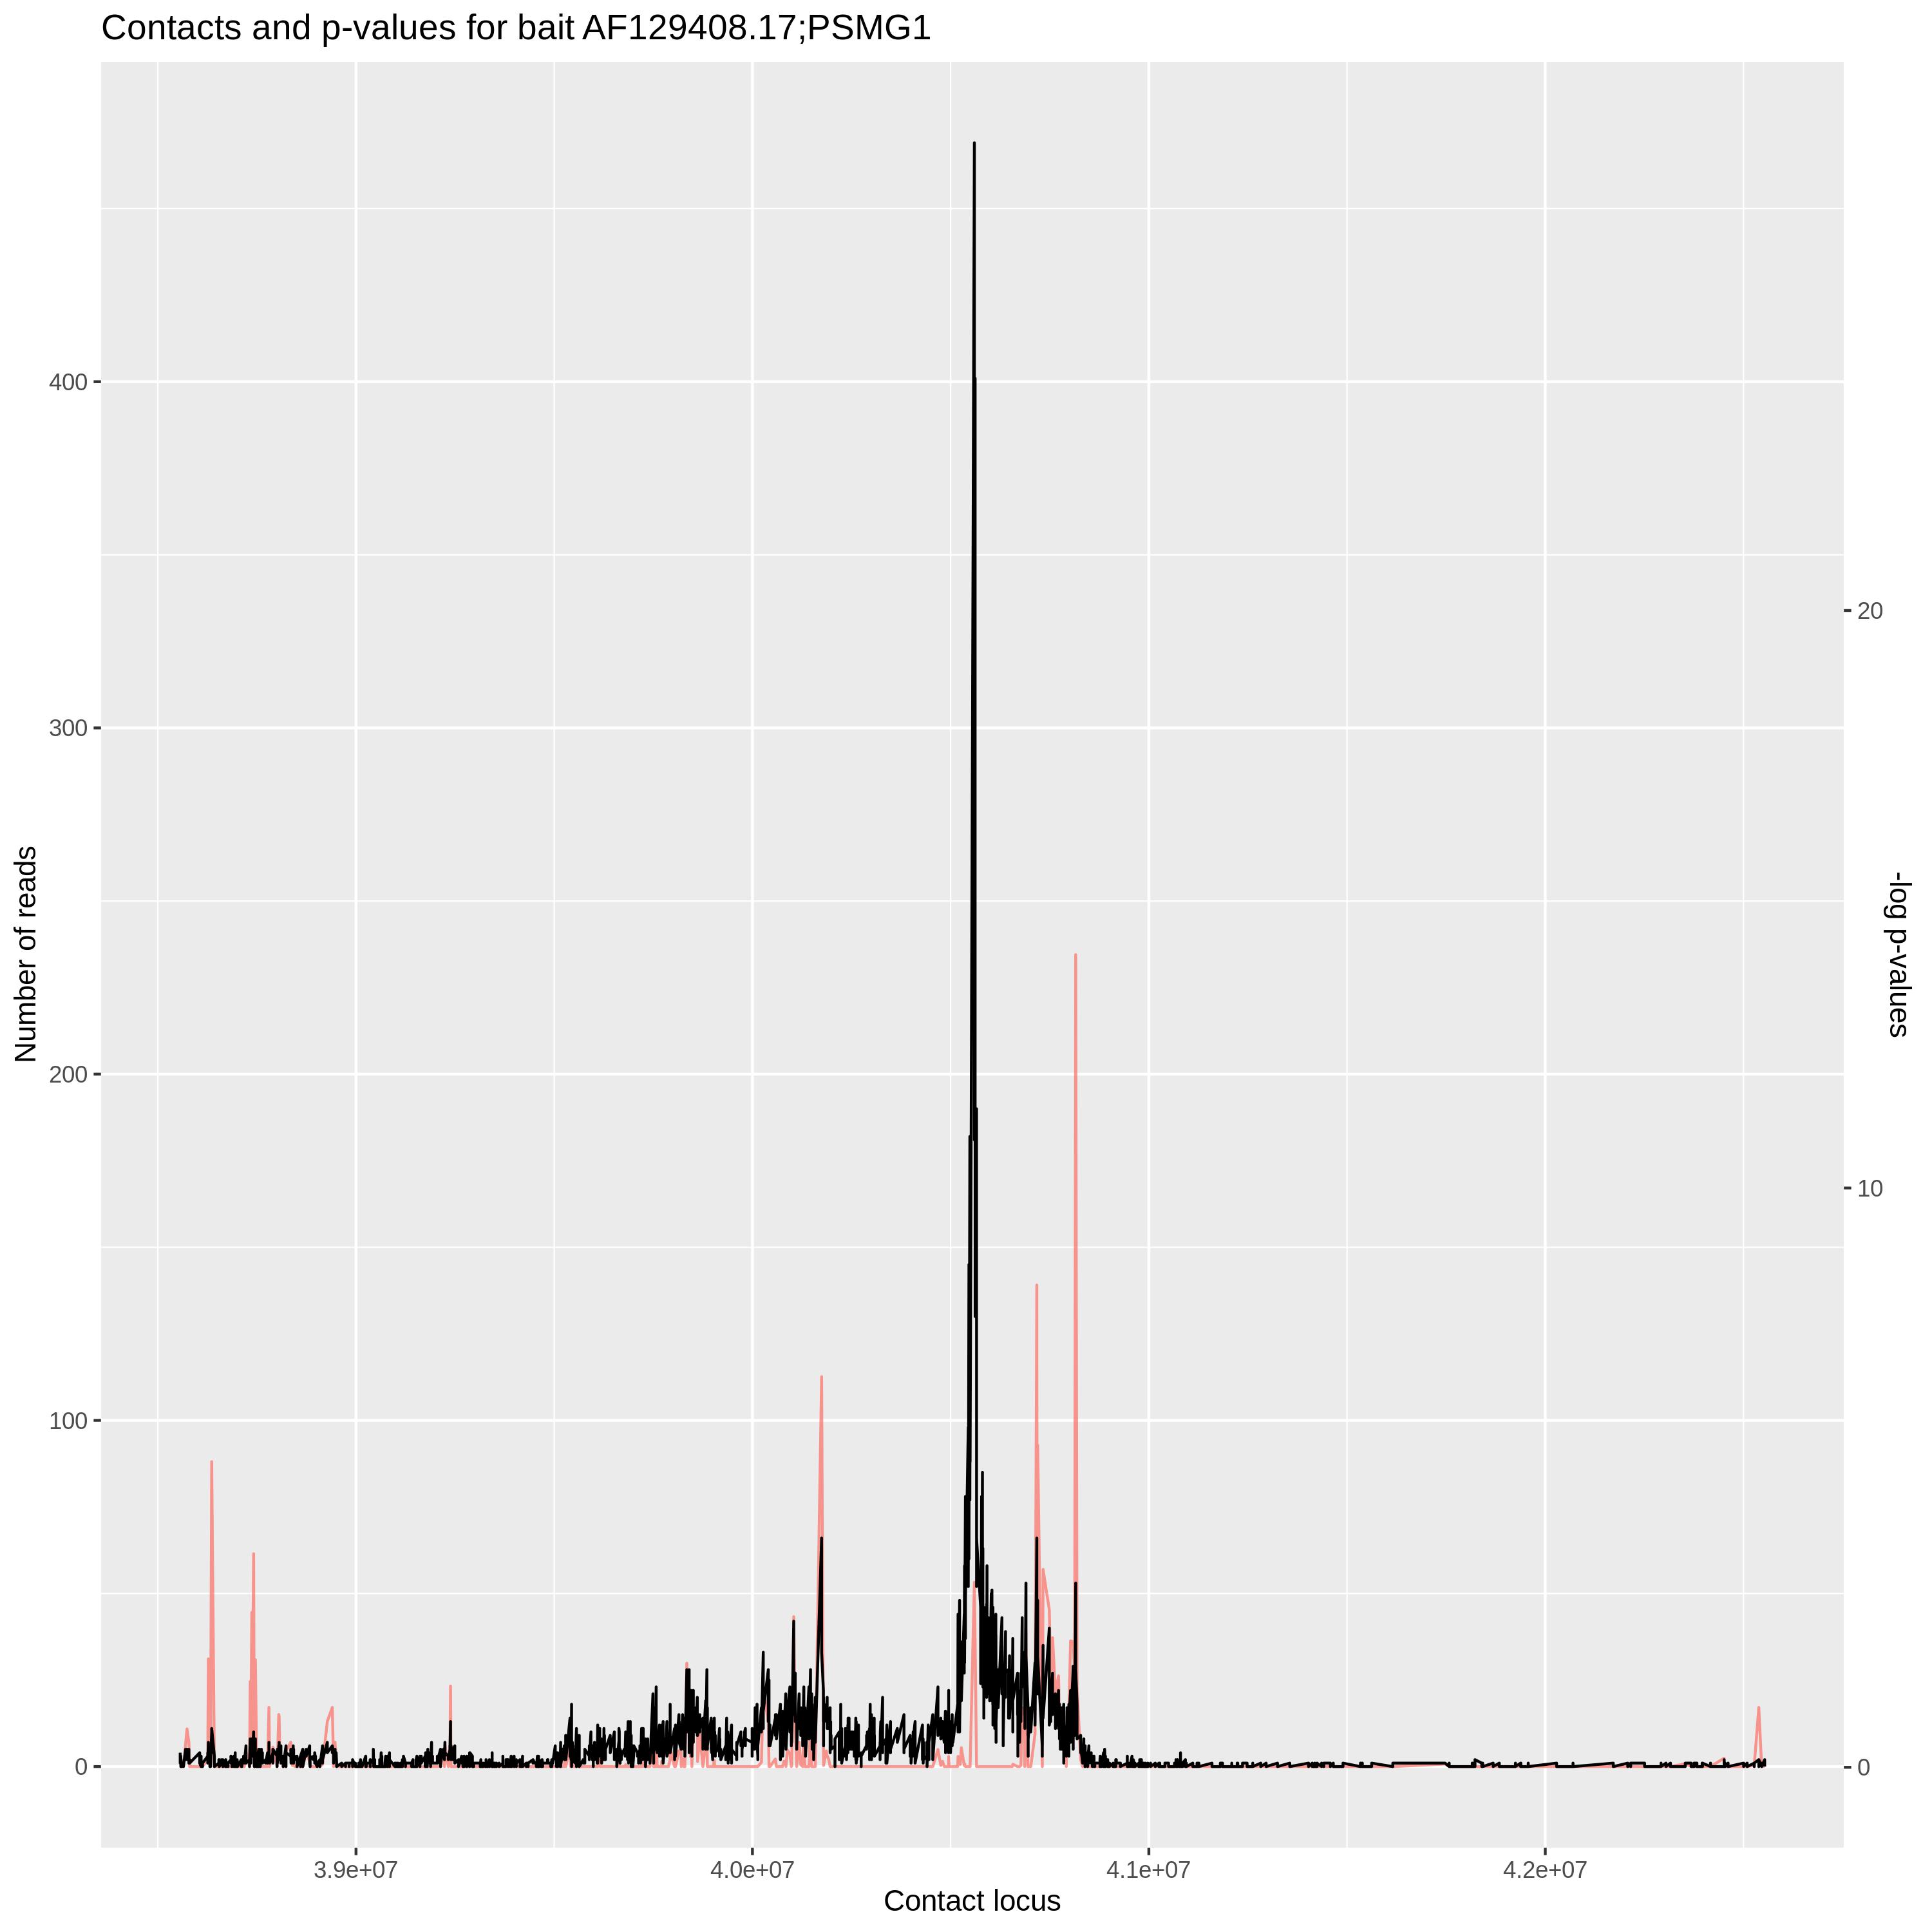 Contacts and p-values for bait AF129408.17;PSMG1
400
300
200
100
0
Number of reads
20
10
0
-log p-values
3.9e+07
4.0e+07
4.1e+07
4.2e+07
Contact locus